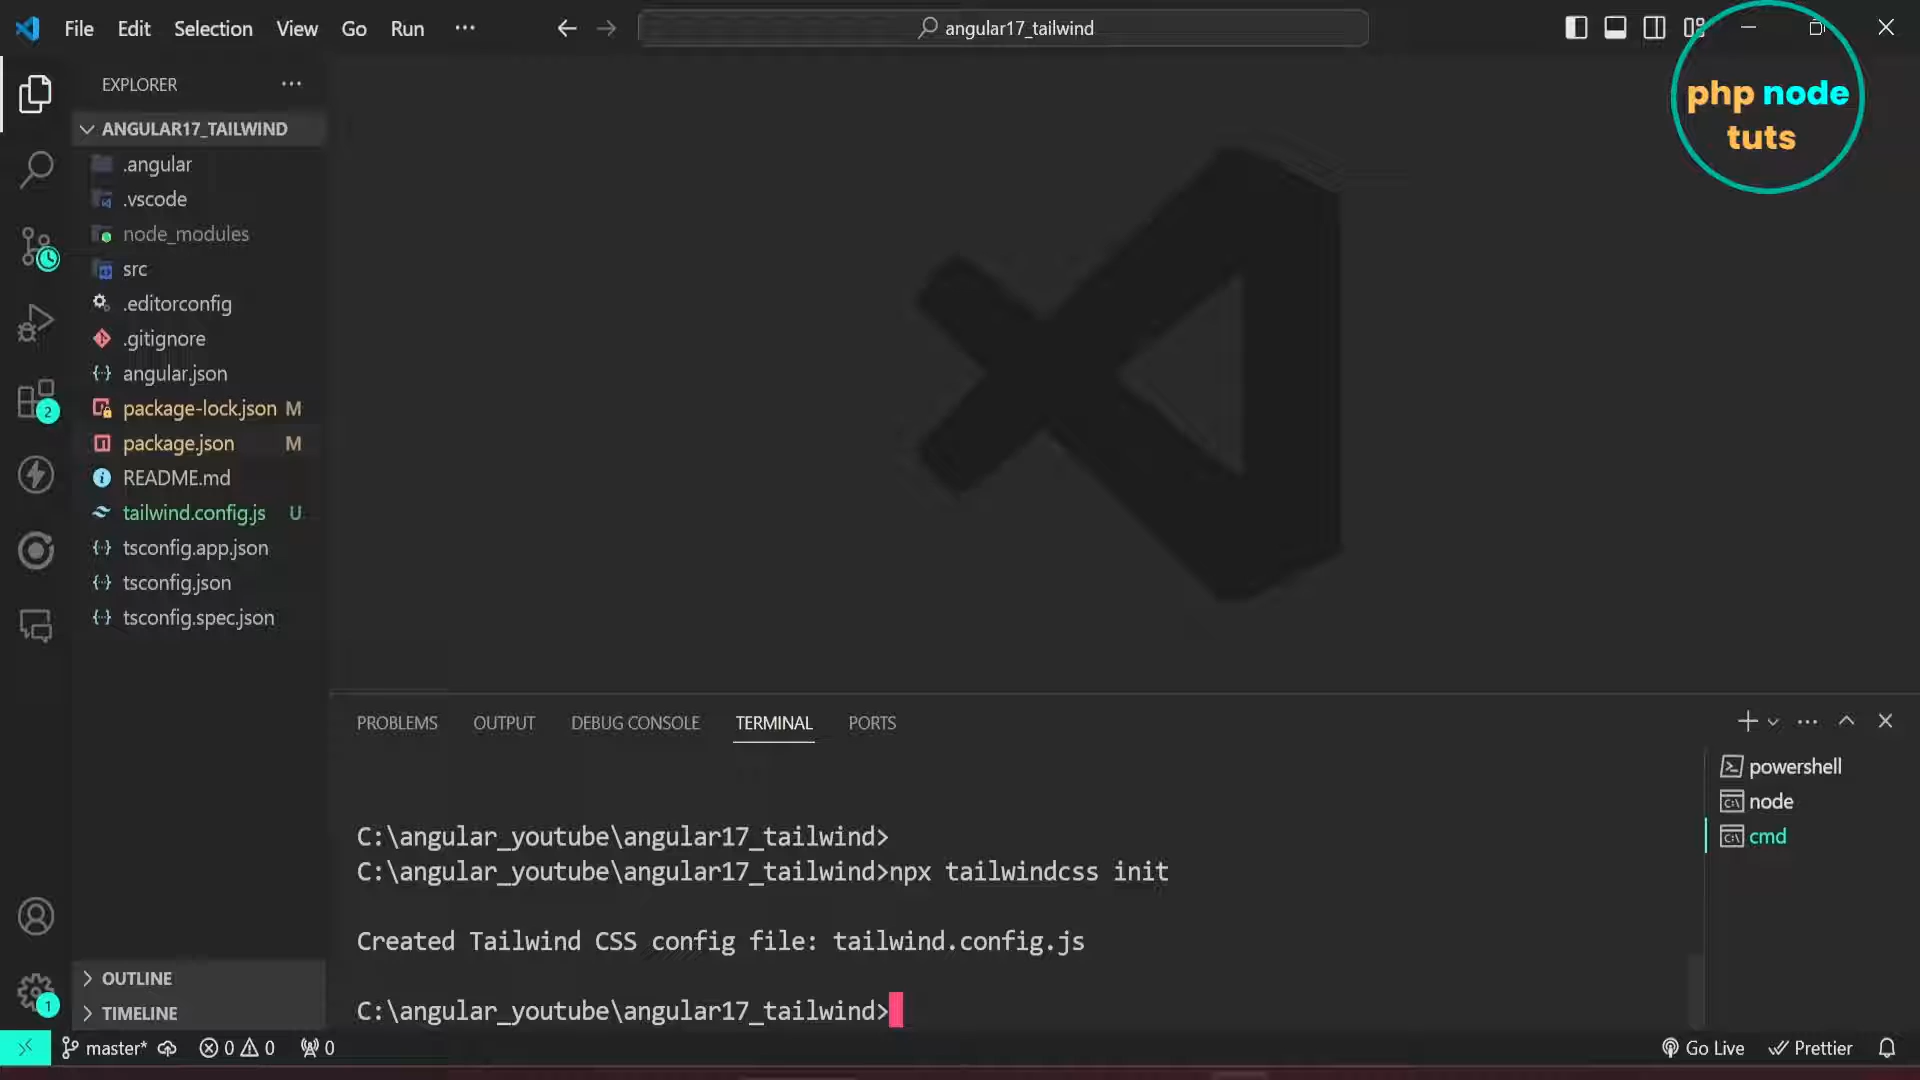 File Edit Selection View Go Run ···
angular17_tailwind
php node
tuts
EXPLORER
ANGULAR17_TAILWIND
.angular
.vscode
node_modules
src
.editorconfig
.gitignore
angular.json
package-lock.json M
package.json M
README.md
tailwind.config.js U
tsconfig.app.json
tsconfig.json
tsconfig.spec.json
2
OUTLINE
TIMELINE
1
PROBLEMS OUTPUT DEBUG CONSOLE TERMINAL PORTS
C:\angular_youtube\angular17_tailwind>
C:\angular_youtube\angular17_tailwind>npx tailwindcss init
Created Tailwind CSS config file: tailwind.config.js
C:\angular_youtube\angular17_tailwind>
powershell
node
cmd
master* 0 0 0 Go Live Prettier